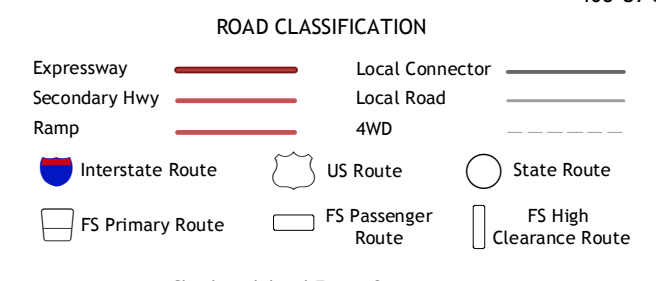 ROAD CLASSIFICATION
Expressway
Local Connector
Secondary Hwy
Local Road
Ramp
4WD
Interstate Route
US Route
State Route
FS Primary Route
FS Passenger
Route
FS High
Clearance Route